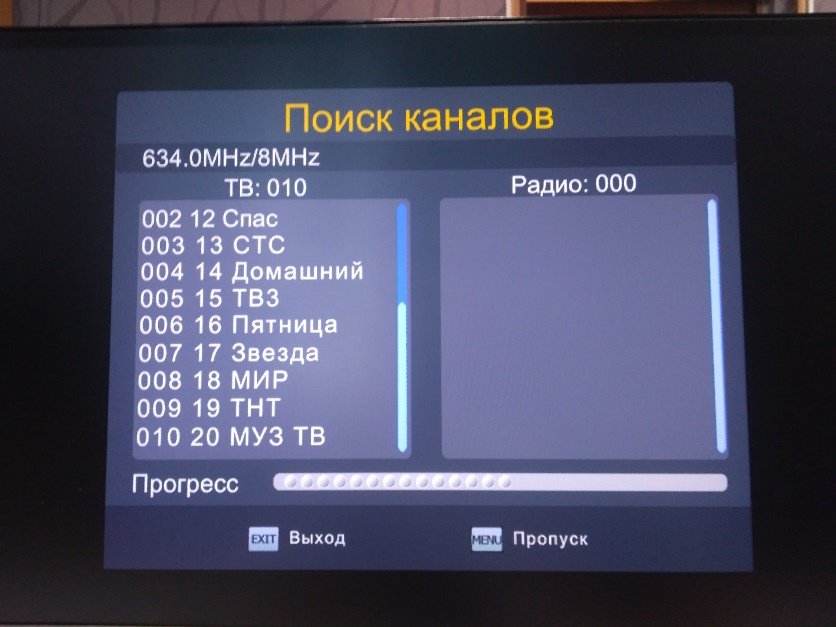 Поиск каналов
634.0MHz/8MHz
ТВ: 010
Радио: 000
002 12 Спас
003 13 СТС
004 14 Домашний
005 15 ТВ3
006 16 Пятница
007 17 Звезда
008 18 МИР
009 19 ТНТ
010 20 МУЗ ТВ
Прогресс
EXIT Выход
MENU Пропуск